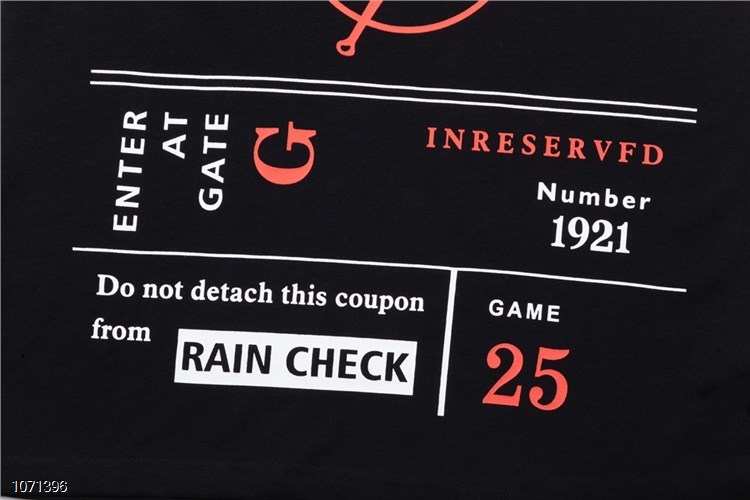 ENTER
AT
GATE
G
INRESERVFD
Number
1921
Do not detach this coupon
from RAIN CHECK
GAME
25
1071396